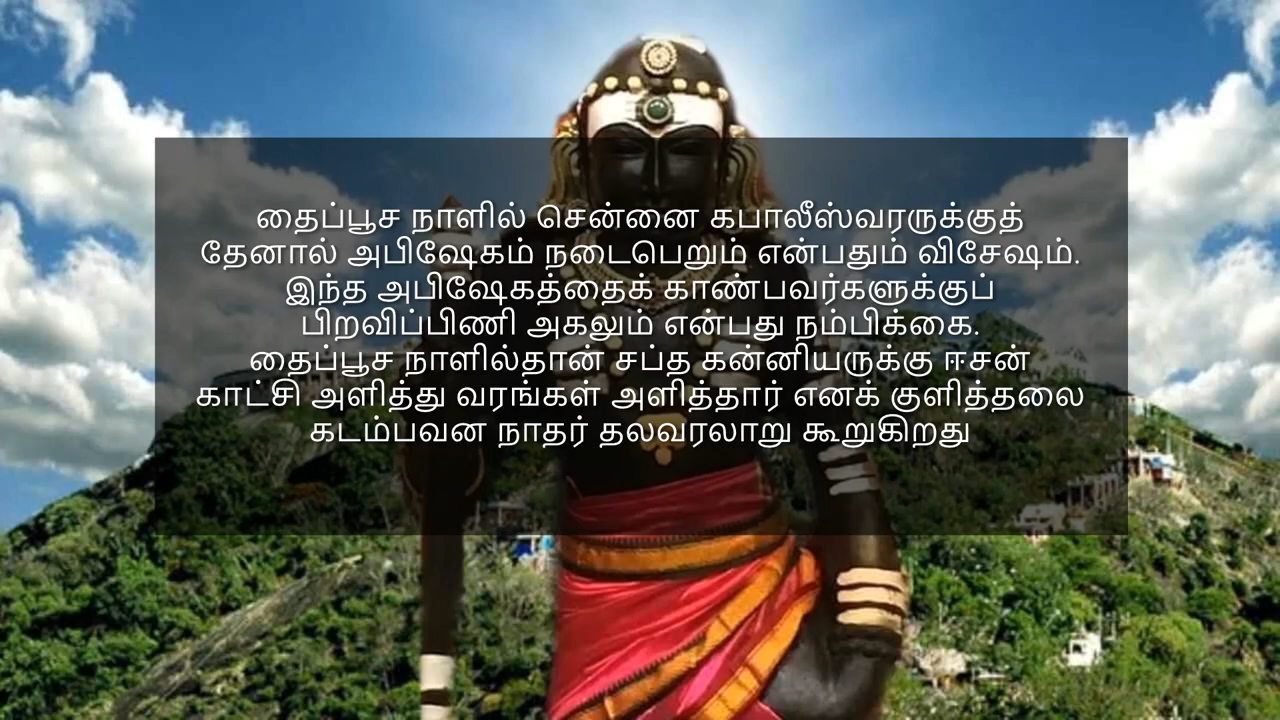 தைப்பூச நாளில் சென்னை கபாலீஸ்வரருக்குத்
தேனால் அபிஷேகம் நடைபெறும் என்பதும் விசேஷம்.
இந்த அபிஷேகத்தைக் காண்பவர்களுக்குப்
பிறவிப்பிணி அகலும் என்பது நம்பிக்கை.
தைப்பூச நாளில்தான் சப்த கன்னியருக்கு ஈசன்
காட்சி அளித்து வரங்கள் அளித்தார் எனக் குளித்தலை
கடம்பவன நாதர் தலவரலாறு கூறுகிறது